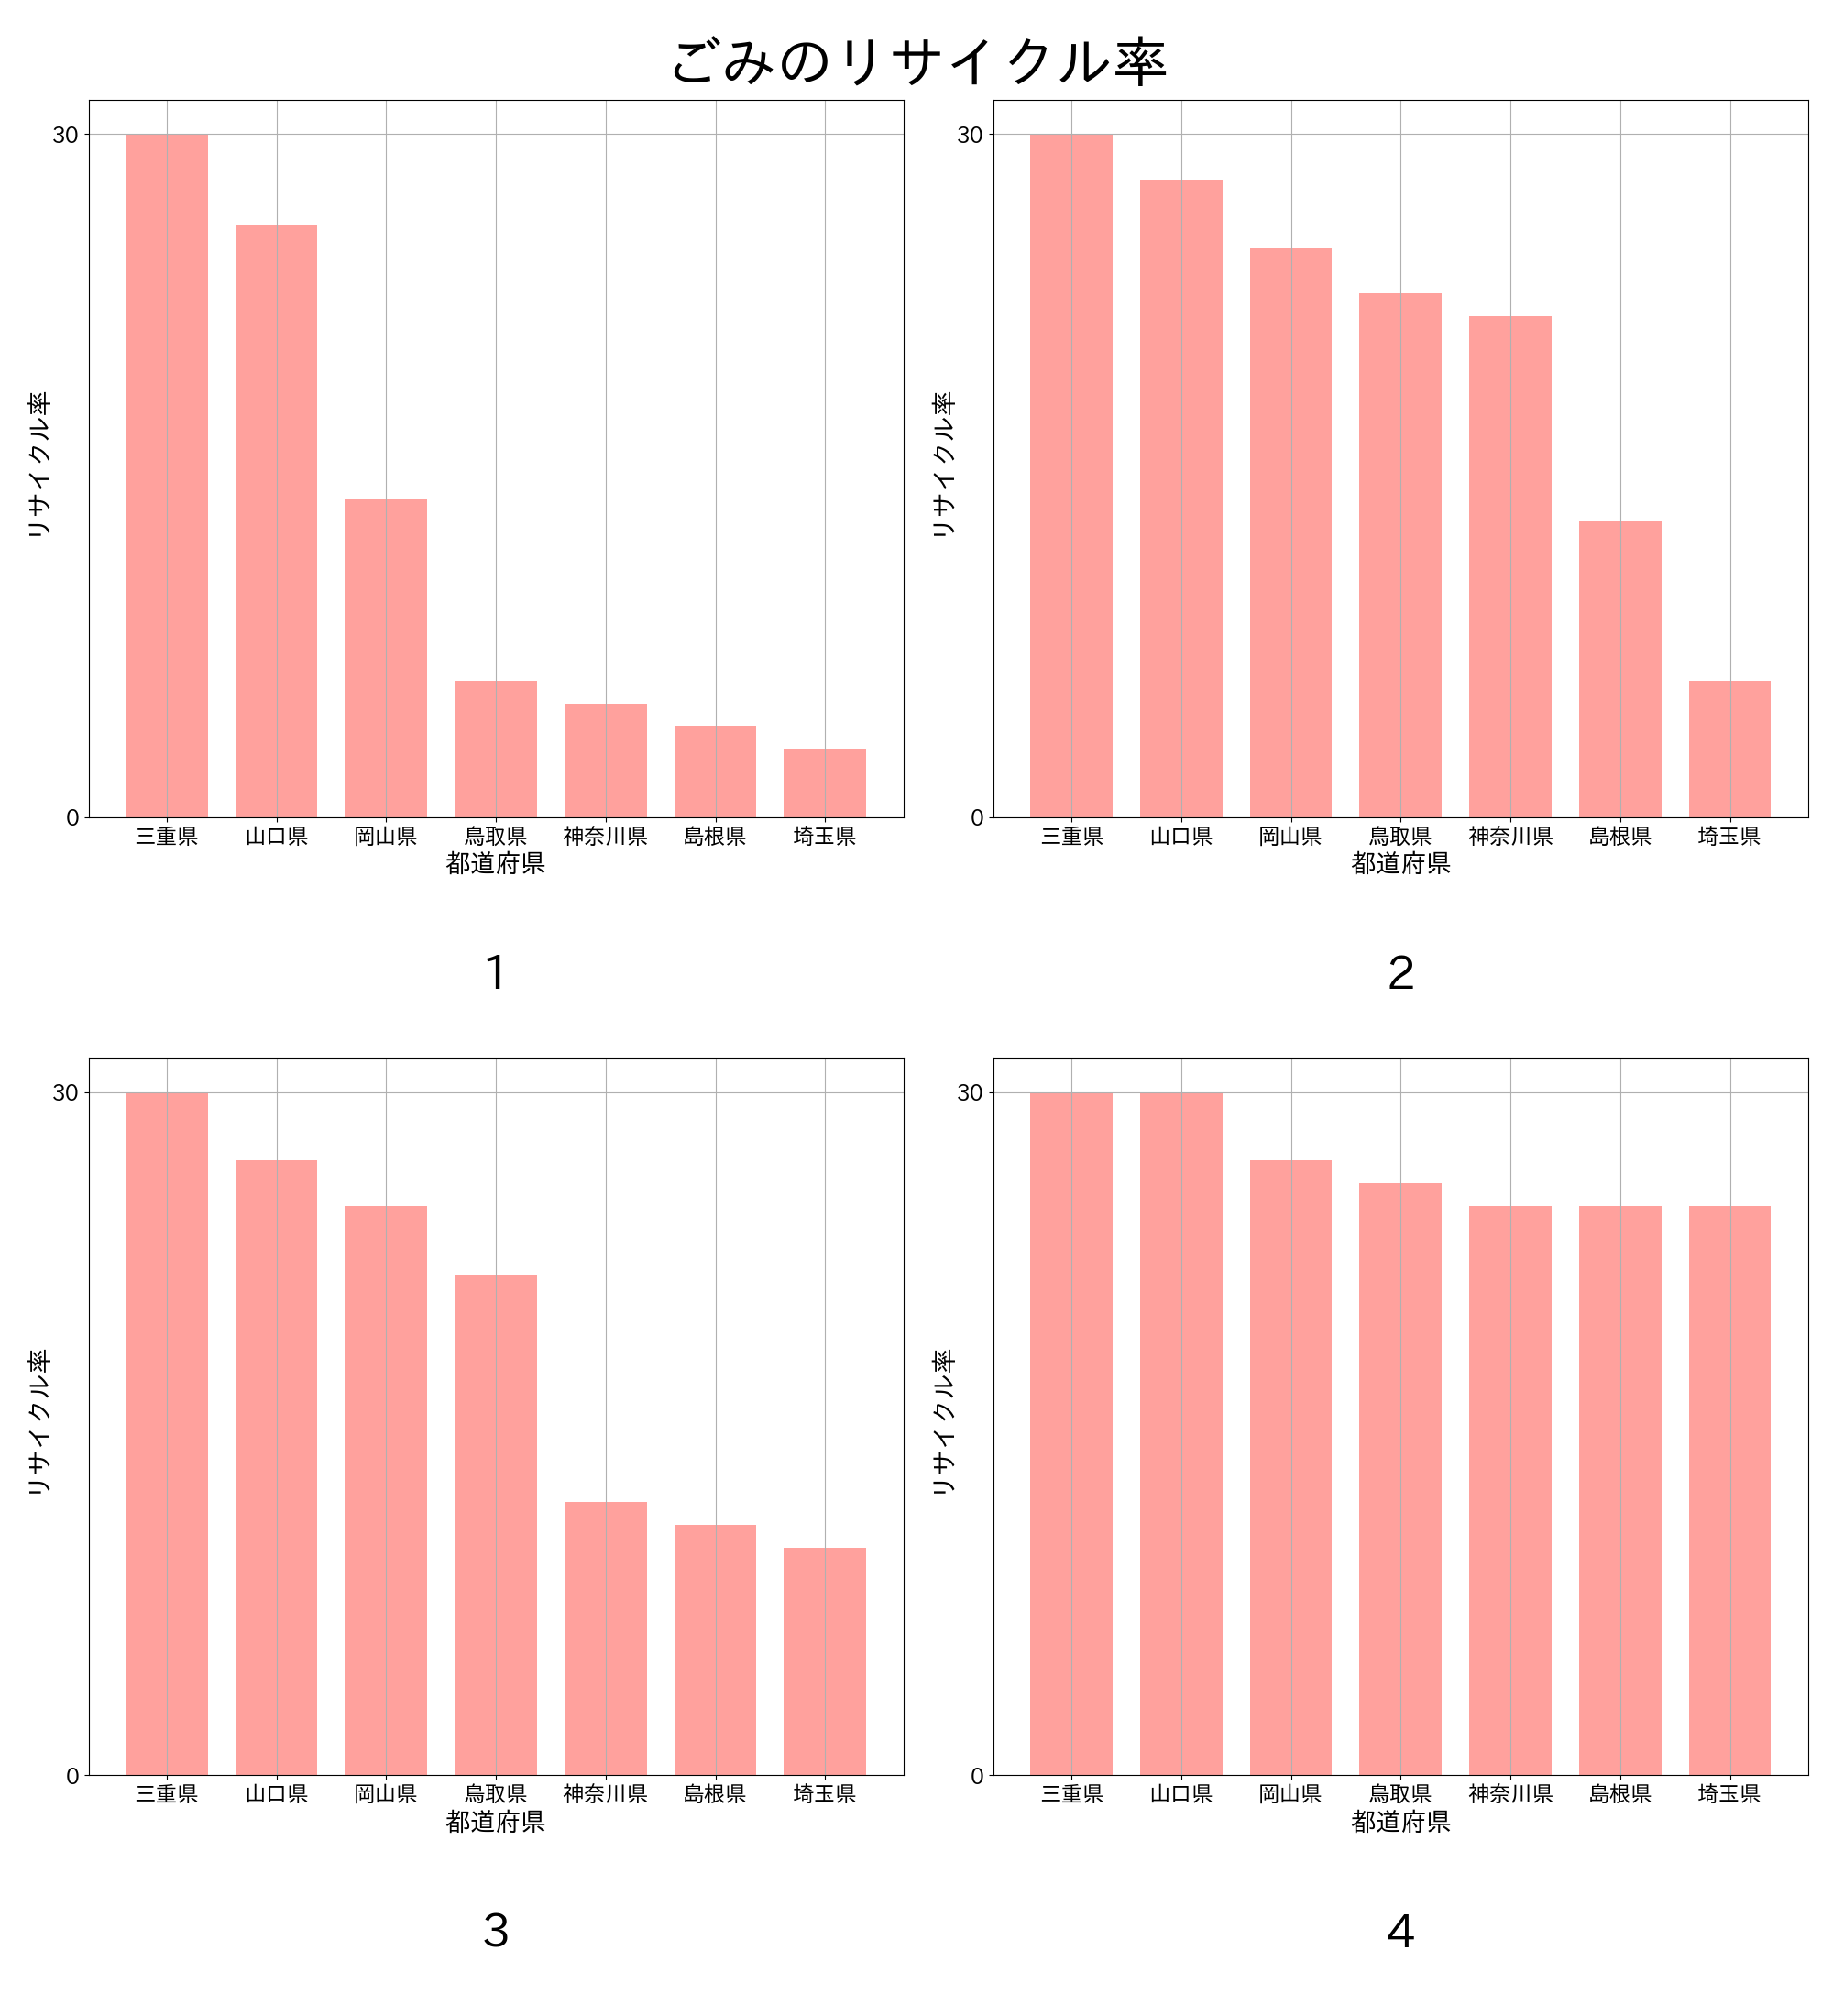 ごみのリサイクル率
30
0
リサイクル率
三重県 山口県 岡山県 鳥取県 神奈川県 島根県 埼玉県
都道府県
1
30
0
リサイクル率
三重県 山口県 岡山県 鳥取県 神奈川県 島根県 埼玉県
都道府県
2
30
0
リサイクル率
三重県 山口県 岡山県 鳥取県 神奈川県 島根県 埼玉県
都道府県
3
30
0
リサイクル率
三重県 山口県 岡山県 鳥取県 神奈川県 島根県 埼玉県
都道府県
4